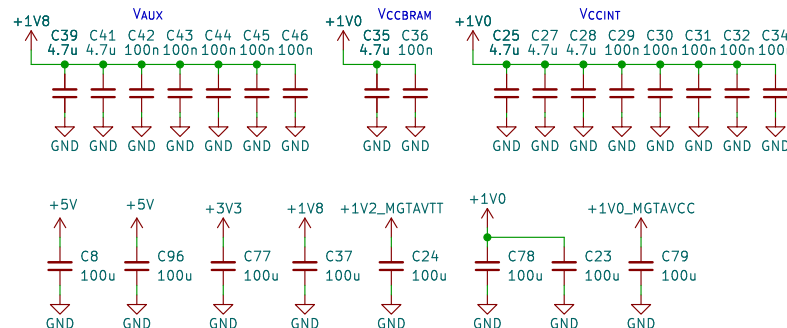 VAUX VCCBRAM VCCINT
+1V8 C39 C41 C42 C43 C44 C45 C46 +1V0 C35 C36 +1V0 C25 C27 C28 C29 C30 C31 C32 C34
4.7u 4.7u 100n 100n 100n 100n 100n 4.7u 100n 4.7u 4.7u 4.7u 100n 100n 100n 100n 100n
GND GND GND GND GND GND GND GND GND GND GND GND GND GND GND GND GND
+5V +5V +3V3 +1V8 +1V2_MGTAVTT +1V0 +1V0_MGTAVCC
C8 C96 C77 C37 C24 C78 C23 C79
100u 100u 100u 100u 100u 100u 100u 100u
GND GND GND GND GND GND GND GND